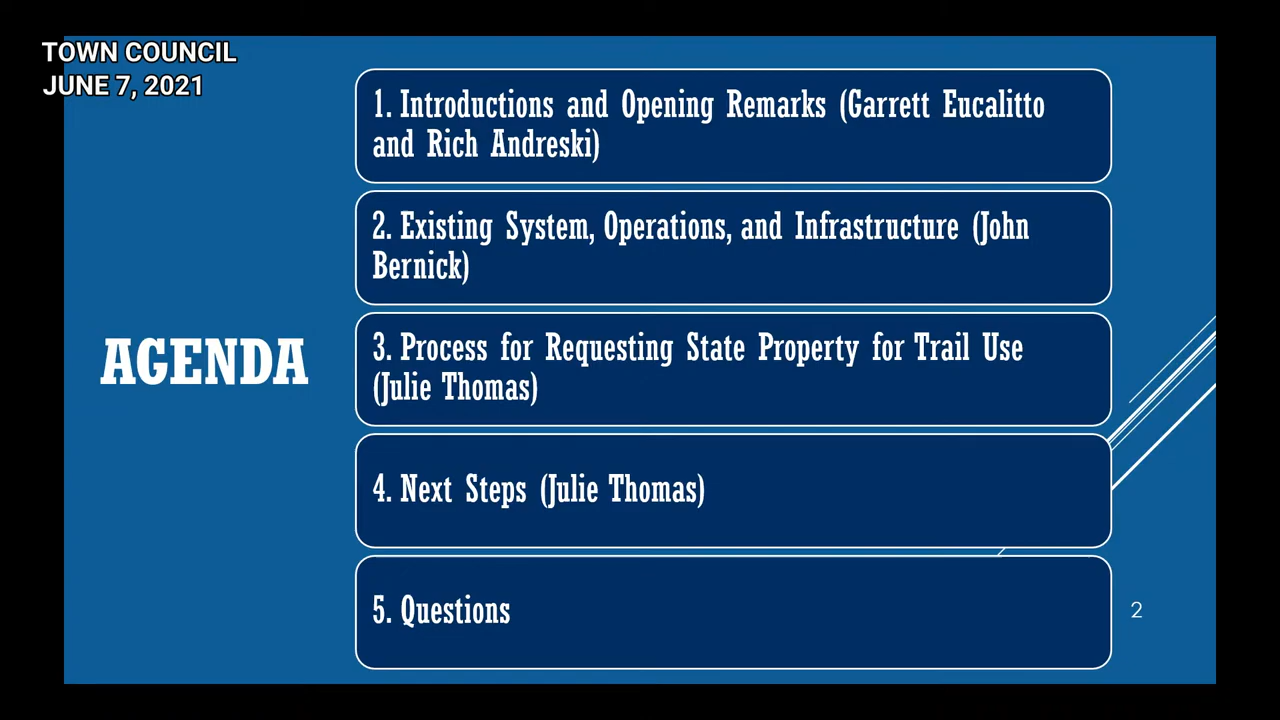 TOWN COUNCIL
JUNE 7, 2021
AGENDA
1. Introductions and Opening Remarks (Garrett Eucalitto
and Rich Andreski)
2. Existing System, Operations, and Infrastructure (John
Bernick)
3. Process for Requesting State Property for Trail Use
(Julie Thomas)
4. Next Steps (Julie Thomas)
5. Questions
2